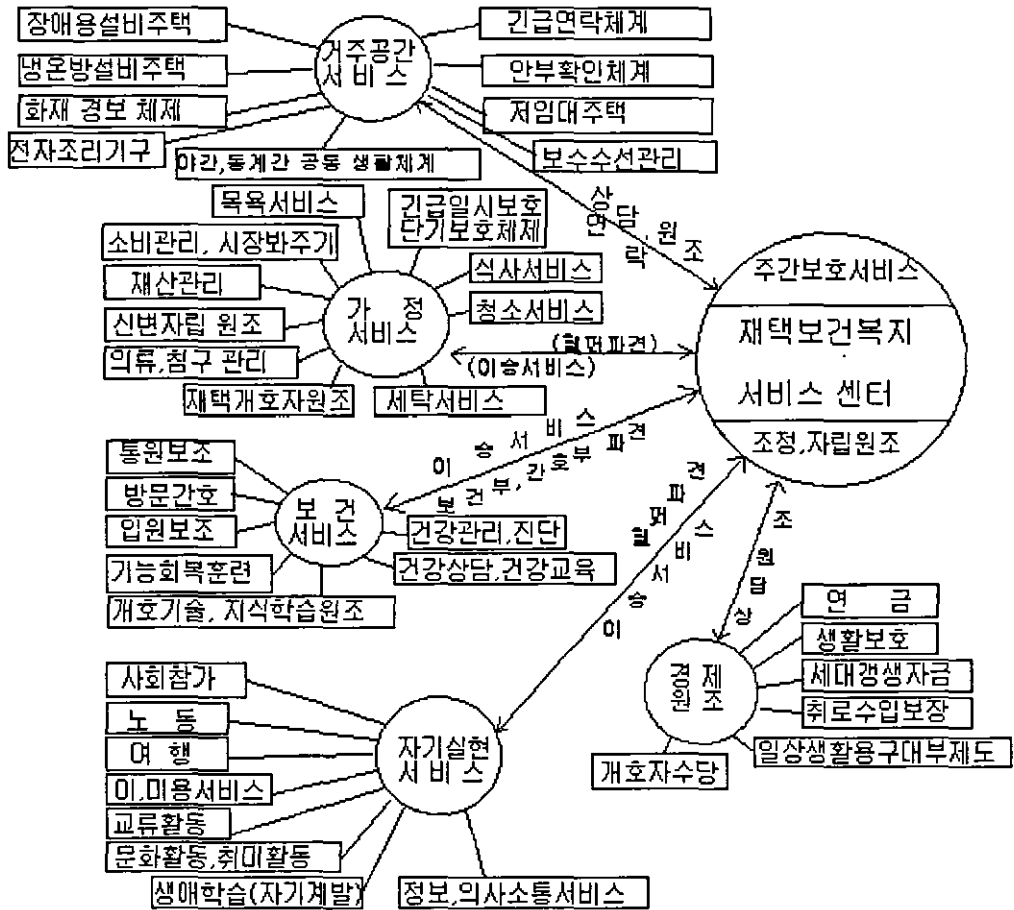 장애용설비주택
냉온방설비주택
화재 경보 체제
전자조리기구
거주공간
서비스
긴급연락체계
안부확인체계
저임대주택
보수수선관리
야간,동계간 공동 생활체계
상담,원조
연락
목욕서비스
긴급일시보호
단기보호체제
소비관리, 시장봐주기
재산관리
신변자립 원조
의류,침구 관리
재택개호자원조
가 정
서비스
식사서비스
청소서비스
세탁서비스
(헬퍼파견)
(이승서비스)
주간보호서비스
재택보건복지
서비스 센터
조정,자립원조
이승서비스
보건부,간호부 파견
통원보조
방문간호
입원보조
기능회복훈련
개호기술, 지식학습원조
보 건
서비스
건강관리,진단
건강상담,건강교육
헬퍼파견
이승서비스
상담원조
사회참가
노 동
여 행
이,미용서비스
교류활동
문화활동,취미활동
생애학습(자기계발)
자기실현
서비스
정보,의사소통서비스
경 제
원 조
연 금
생활보호
세대갱생자금
취로수입보장
일상생활용구대부제도
개호자수당